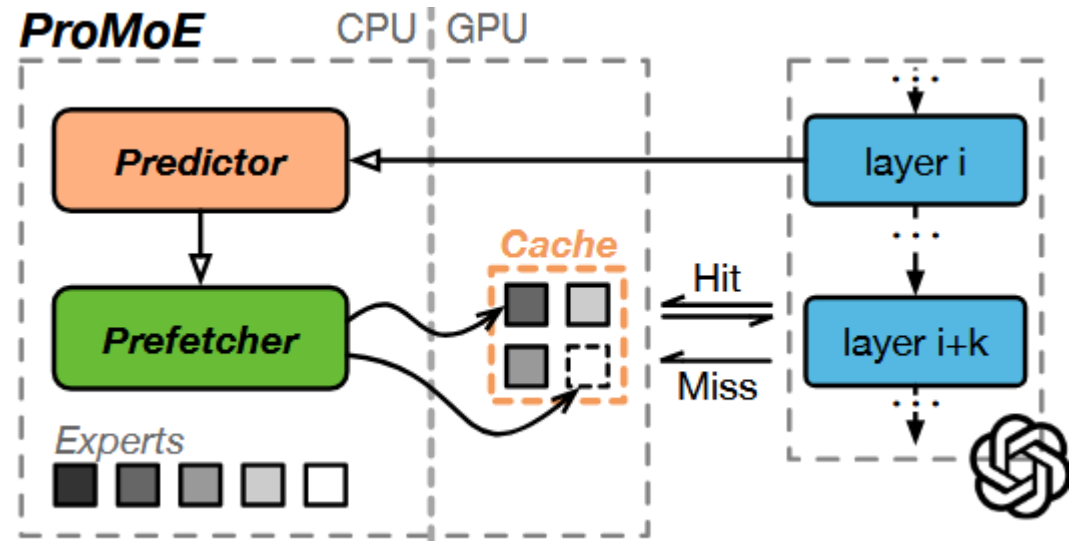 ProMoE
CPU
GPU
Predictor
layer i
Cache
Hit
Prefetcher
layer i+k
Miss
Experts